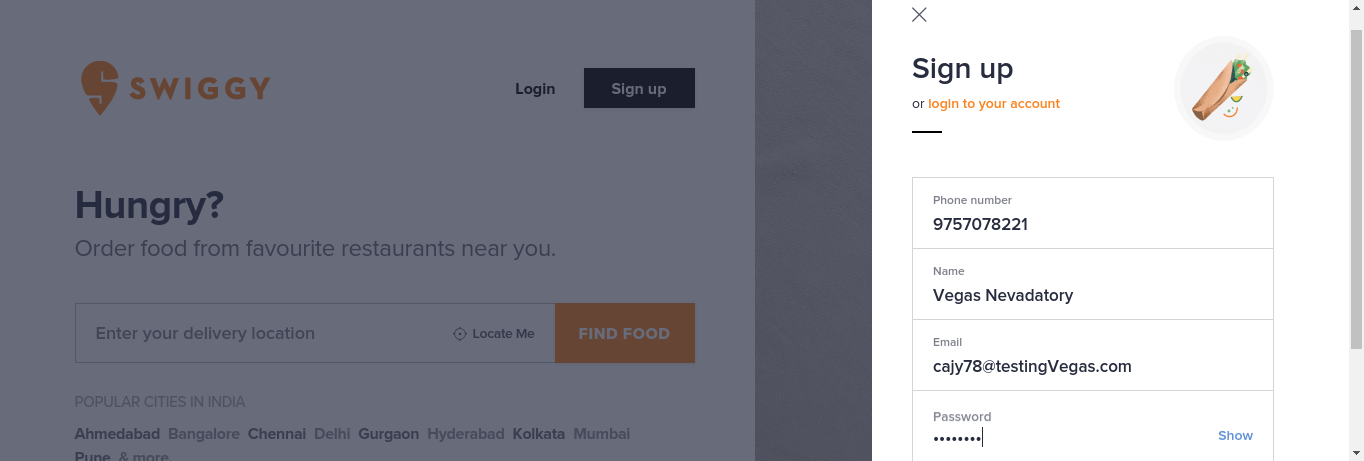 SWIGGY
Login
Sign up
Hungry?
Order food from favourite restaurants near you.
Enter your delivery location
Locate Me
FIND FOOD
POPULAR CITIES IN INDIA
Ahmedabad Bangalore Chennai Delhi Gurgaon Hyderabad Kolkata Mumbai
Pune & more.
Sign up
or login to your account
Phone number
9757078221
Name
Vegas Nevadatory
Email
cajy78@testingVegas.com
Password
••••••••
Show